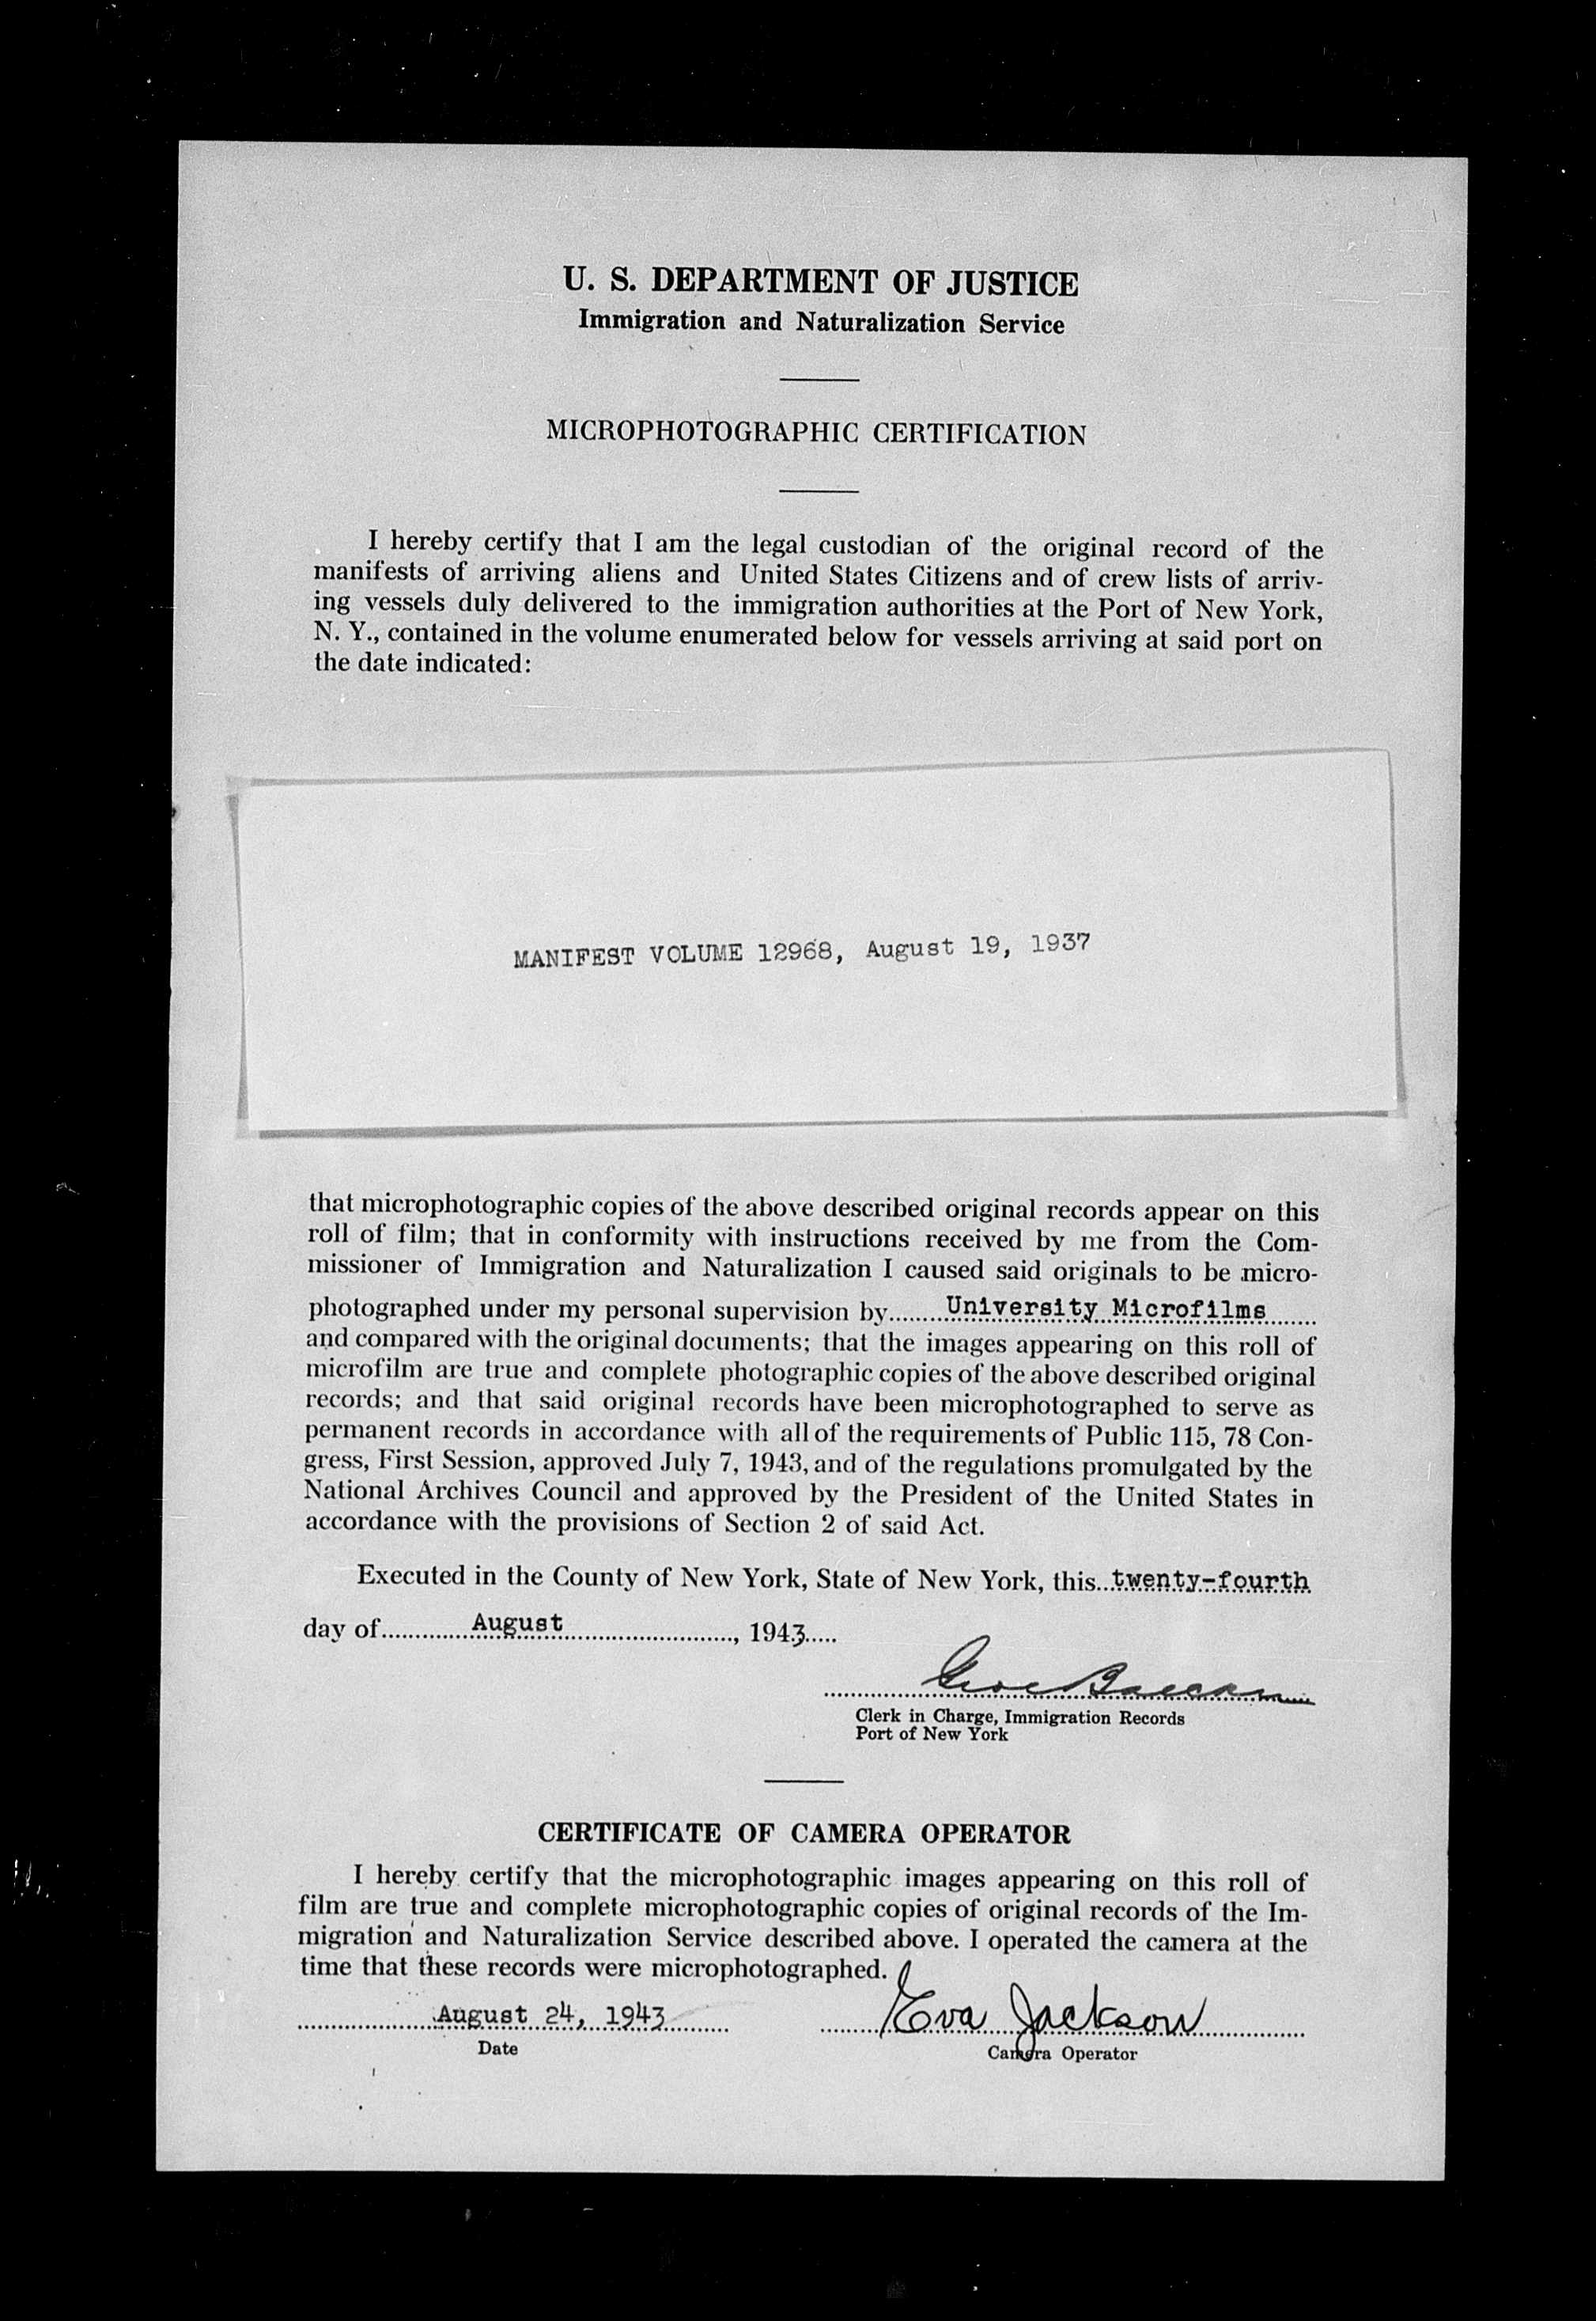 U. S. DEPARTMENT OF JUSTICE
Immigration and Naturalization Service
MICROPHOTOGRAPHIC CERTIFICATION
I hereby certify that I am the legal custodian of the original record of the
manifests of arriving aliens and United States Citizens and of crew lists of arriv-
ing vessels duly delivered to the immigration authorities at the Port of New York,
N. Y., contained in the volume enumerated below for vessels arriving at said port on
the date indicated:
MANIFEST VOLUME 12968, August 19, 1937
that microphotographic copies of the above described original records appear on this
roll of film; that in conformity with instructions received by me from the Com-
missioner of Immigration and Naturalization I caused said originals to be micro-
photographed under my personal supervision by University Microfilms
and compared with the original documents; that the images appearing on this roll of
microfilm are true and complete photographic copies of the above described original
records; and that said original records have been microphotographed to serve as
permanent records in accordance with all of the requirements of Public 115, 78 Con-
gress, First Session, approved July 7, 1943, and of the regulations promulgated by the
National Archives Council and approved by the President of the United States in
accordance with the provisions of Section 2 of said Act.
Executed in the County of New York, State of New York, this twenty-fourth
day of August, 1943
Clerk in Charge, Immigration Records
Port of New York
CERTIFICATE OF CAMERA OPERATOR
I hereby certify that the microphotographic images appearing on this roll of
film are true and complete microphotographic copies of original records of the Im-
migration and Naturalization Service described above. I operated the camera at the
time that these records were microphotographed.
August 24, 1943 Eva Jackson
Date Camera Operator